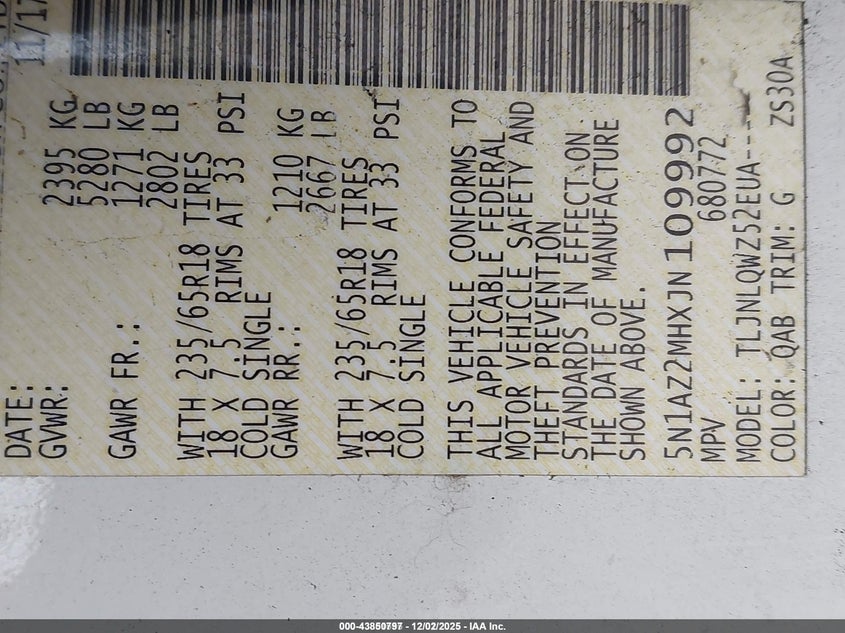 DATE: 11/17
GVWR: 2395 KG
5280 LB
GAWR FR.: 1271 KG
2802 LB
WITH 235/65R18 TIRES
18 X 7.5 RIMS AT 33 PSI
COLD SINGLE
GAWR RR.: 1210 KG
2667 LB
WITH 235/65R18 TIRES
18 X 7.5 RIMS AT 33 PSI
COLD SINGLE
THIS VEHICLE CONFORMS TO
ALL APPLICABLE FEDERAL
MOTOR VEHICLE SAFETY AND
THEFT PREVENTION
STANDARDS IN EFFECT ON
THE DATE OF MANUFACTURE
SHOWN ABOVE.
5N1AZ2MHXJN109992
MPV 680772
MODEL: TLJNLQWZ52EUA----
COLOR: QAB TRIM: G ZS30A
12/02/2025 - IAA Inc.